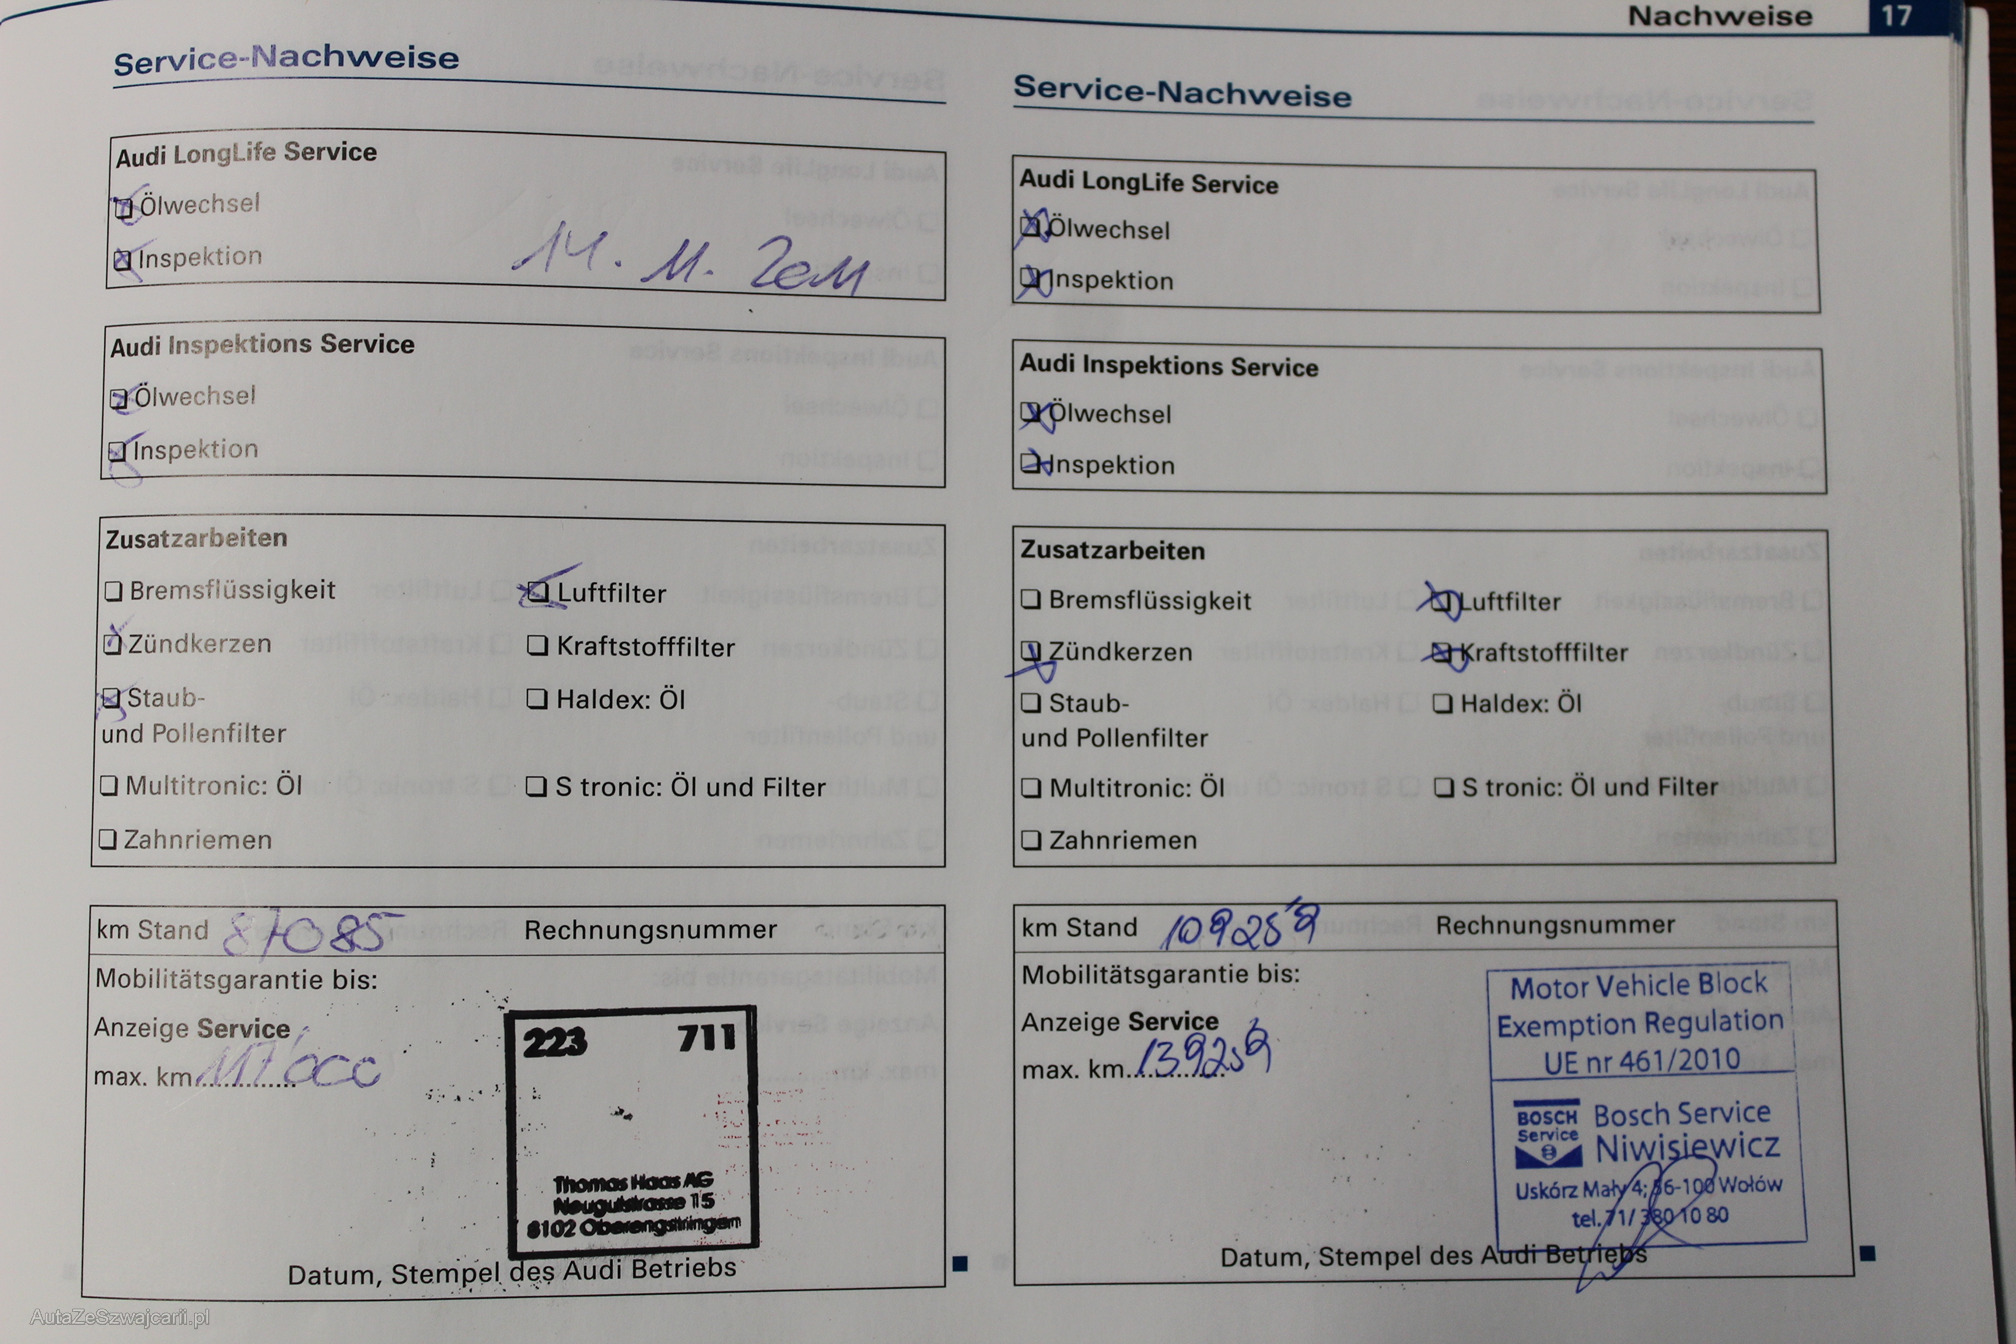 Nachweise 17
Service-Nachweise
Audi LongLife Service
Ölwechsel
Inspektion
14. 11. 2011
Audi Inspektions Service
Ölwechsel
Inspektion
Zusatzarbeiten
Bremsflüssigkeit
Luftfilter
Zündkerzen
Kraftstofffilter
Staub-
und Pollenfilter
Haldex: Öl
Multitronic: Öl
S tronic: Öl und Filter
Zahnriemen
km Stand 87085 Rechnungsnummer
Mobilitätsgarantie bis:
Anzeige Service
max. km 117'000
223 711
Thomas Haas AG
Neugutstrasse 15
8102 Oberengstringen
Datum, Stempel des Audi Betriebs
Service-Nachweise
Audi LongLife Service
Ölwechsel
Inspektion
Audi Inspektions Service
Ölwechsel
Inspektion
Zusatzarbeiten
Bremsflüssigkeit
Luftfilter
Zündkerzen
Kraftstofffilter
Staub-
und Pollenfilter
Haldex: Öl
Multitronic: Öl
S tronic: Öl und Filter
Zahnriemen
km Stand 109259 Rechnungsnummer
Mobilitätsgarantie bis:
Anzeige Service
max. km 139259
Motor Vehicle Block
Exemption Regulation
UE nr 461/2010
BOSCH
Service
Bosch Service
Niwisiewicz
Uskórz Mały 4; 56-100 Wołów
tel. 71/ 380 10 80
Datum, Stempel des Audi Betriebs
AutaZeSzwajcarii.pl